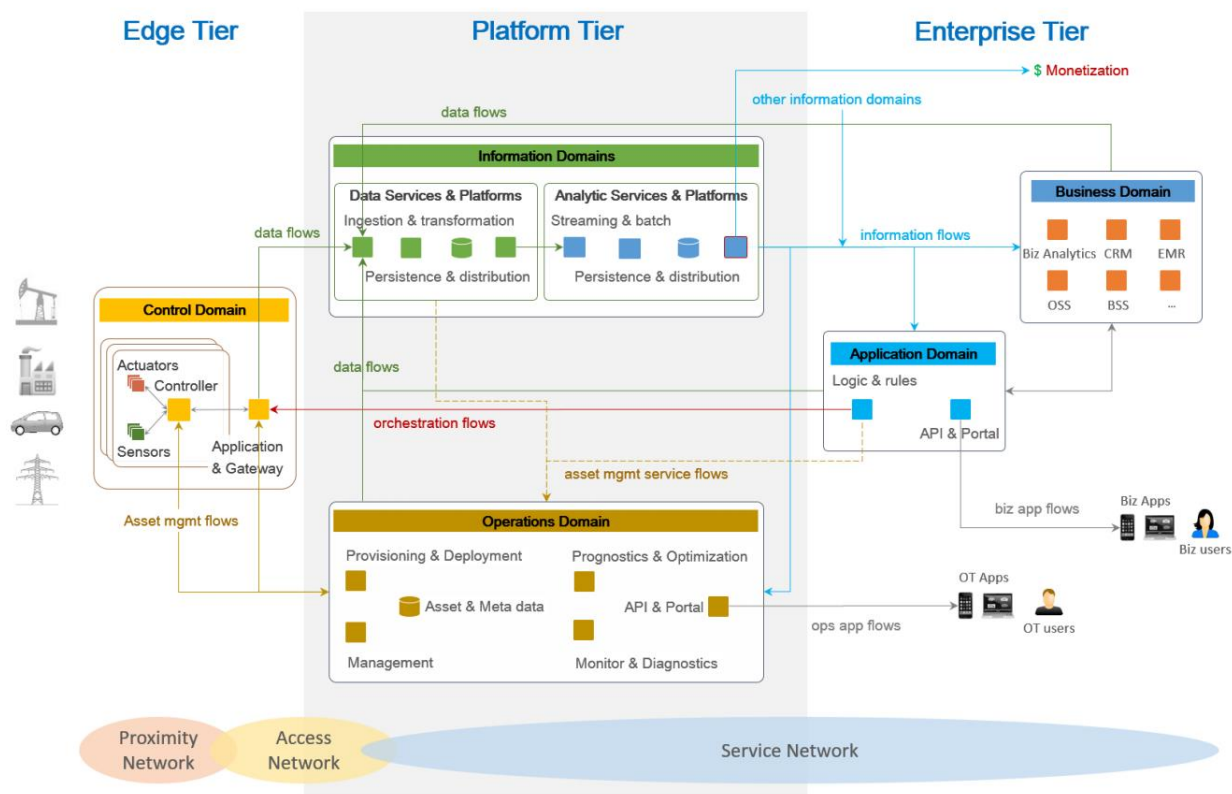 Edge Tier
Platform Tier
Enterprise Tier
$ Monetization
other information domains
data flows
Information Domains
Data Services & Platforms
Analytic Services & Platforms
Ingestion & transformation
Streaming & batch
Persistence & distribution
Persistence & distribution
data flows
information flows
Business Domain
Biz Analytics
CRM
EMR
OSS
BSS
...
Control Domain
Actuators
Controller
Sensors
Application
& Gateway
data flows
orchestration flows
Application Domain
Logic & rules
API & Portal
asset mgmt service flows
Asset mgmt flows
Operations Domain
Provisioning & Deployment
Prognostics & Optimization
Asset & Meta data
API & Portal
Management
Monitor & Diagnostics
biz app flows
Biz Apps
Biz users
OT Apps
ops app flows
OT users
Proximity
Network
Access
Network
Service Network